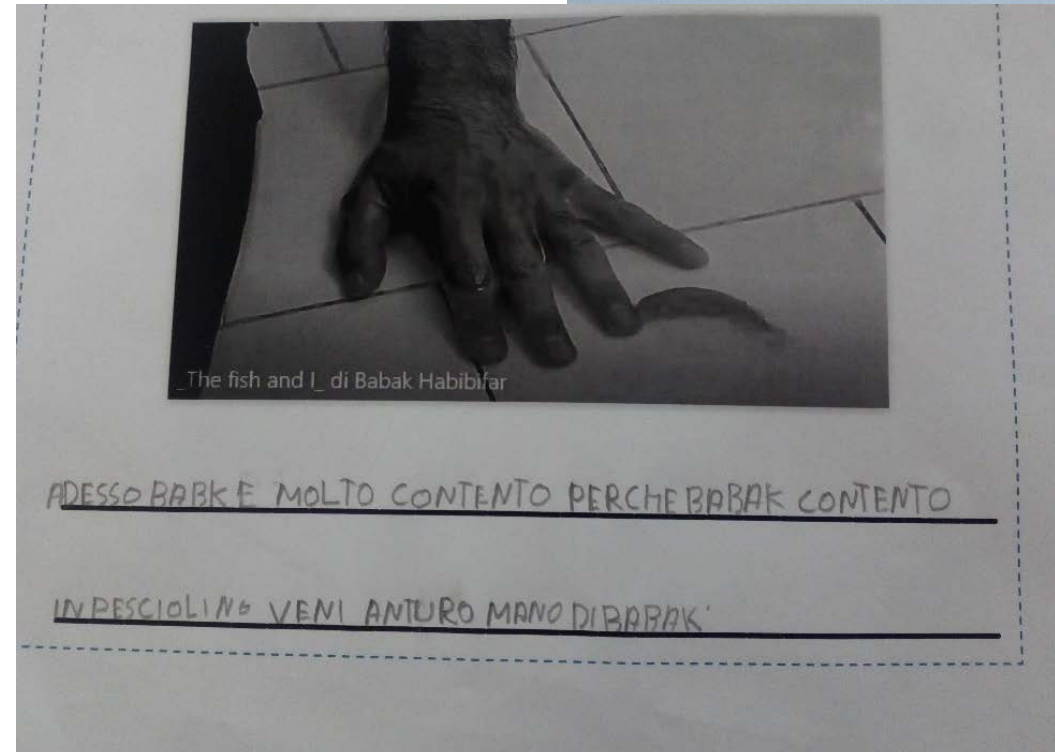 _The fish and I_ di Babak Habibifar
ADESSO BABK E MOLTO CONTENTO PERCHE BABAK CONTENTO
IN PESCIOLINO VENI ANTURO MANO DI BABAK